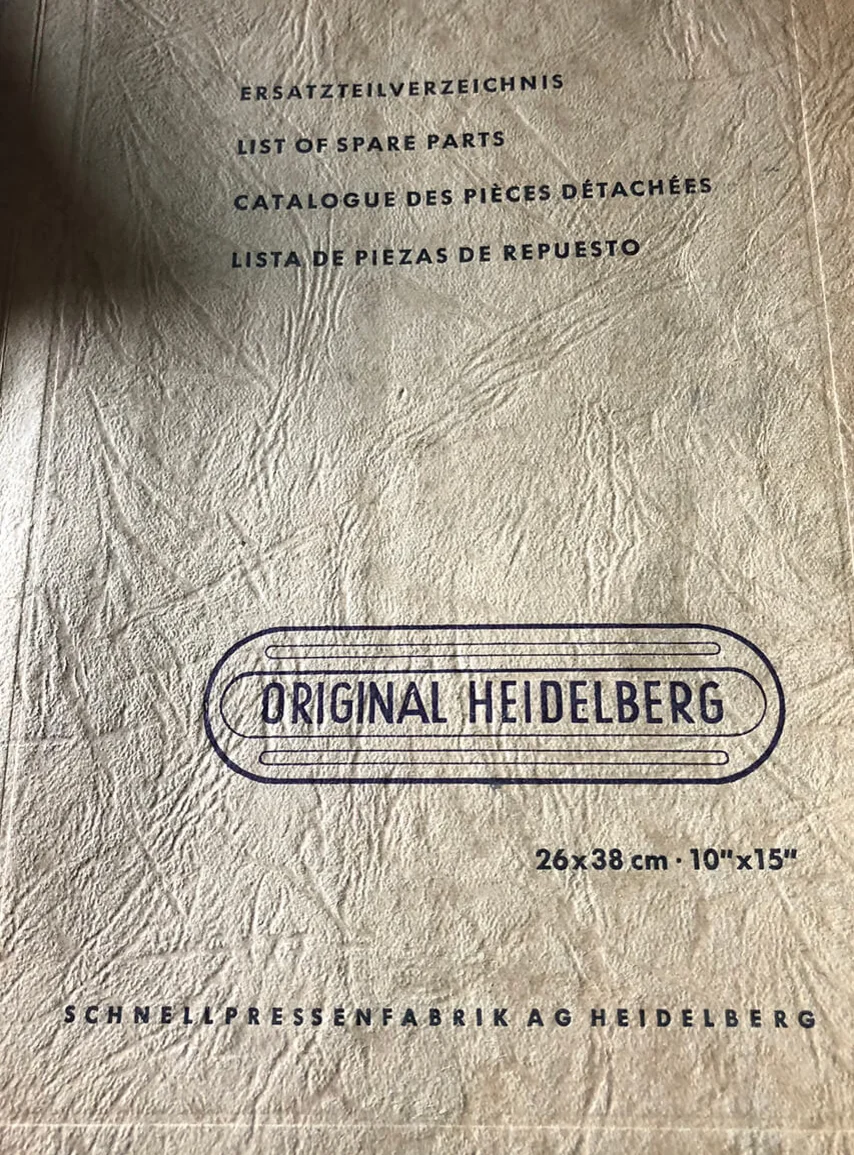 ERSATZTEILVERZEICHNIS
LIST OF SPARE PARTS
CATALOGUE DES PIÈCES DÉTACHÉES
LISTA DE PIEZAS DE REPUESTO
ORIGINAL HEIDELBERG
26x38 cm · 10"x15"
SCHNELLPRESSENFABRIK AG HEIDELBERG